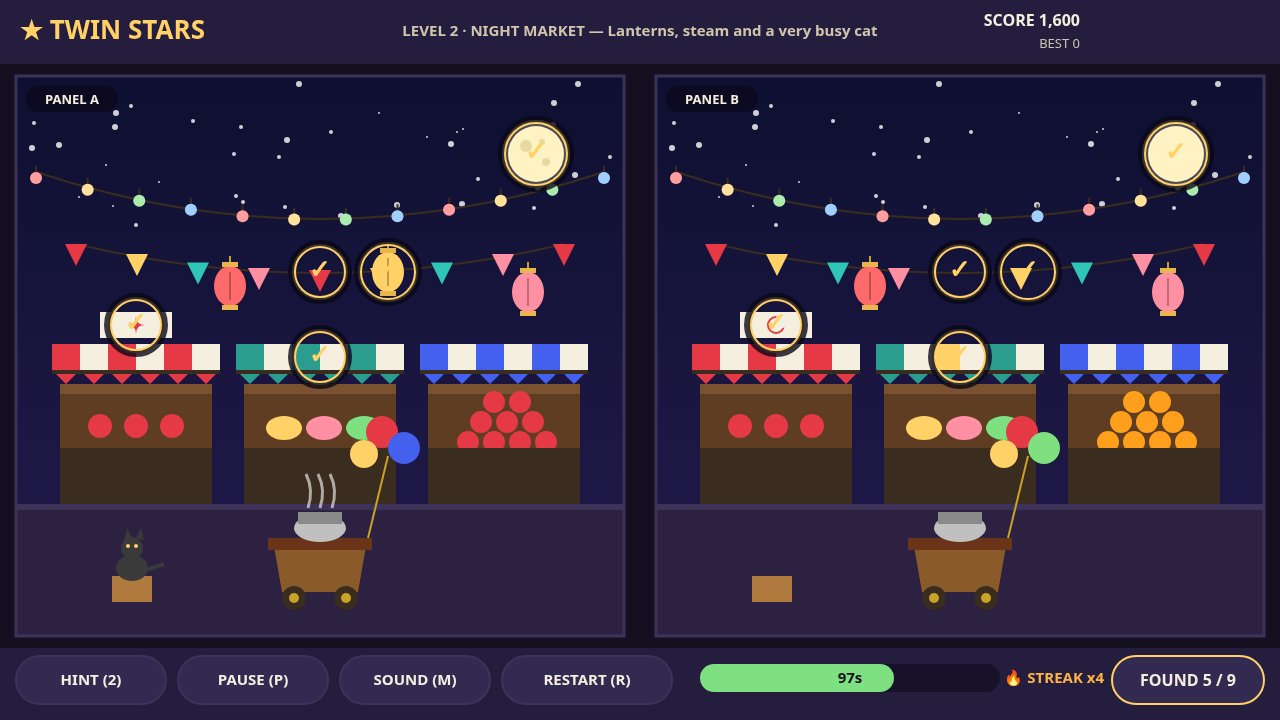 ★ TWIN STARS
LEVEL 2 · NIGHT MARKET — Lanterns, steam and a very busy cat
SCORE 1,600
BEST 0
PANEL A
PANEL B
HINT (2)
PAUSE (P)
SOUND (M)
RESTART (R)
97s
🔥 STREAK x4
FOUND 5 / 9